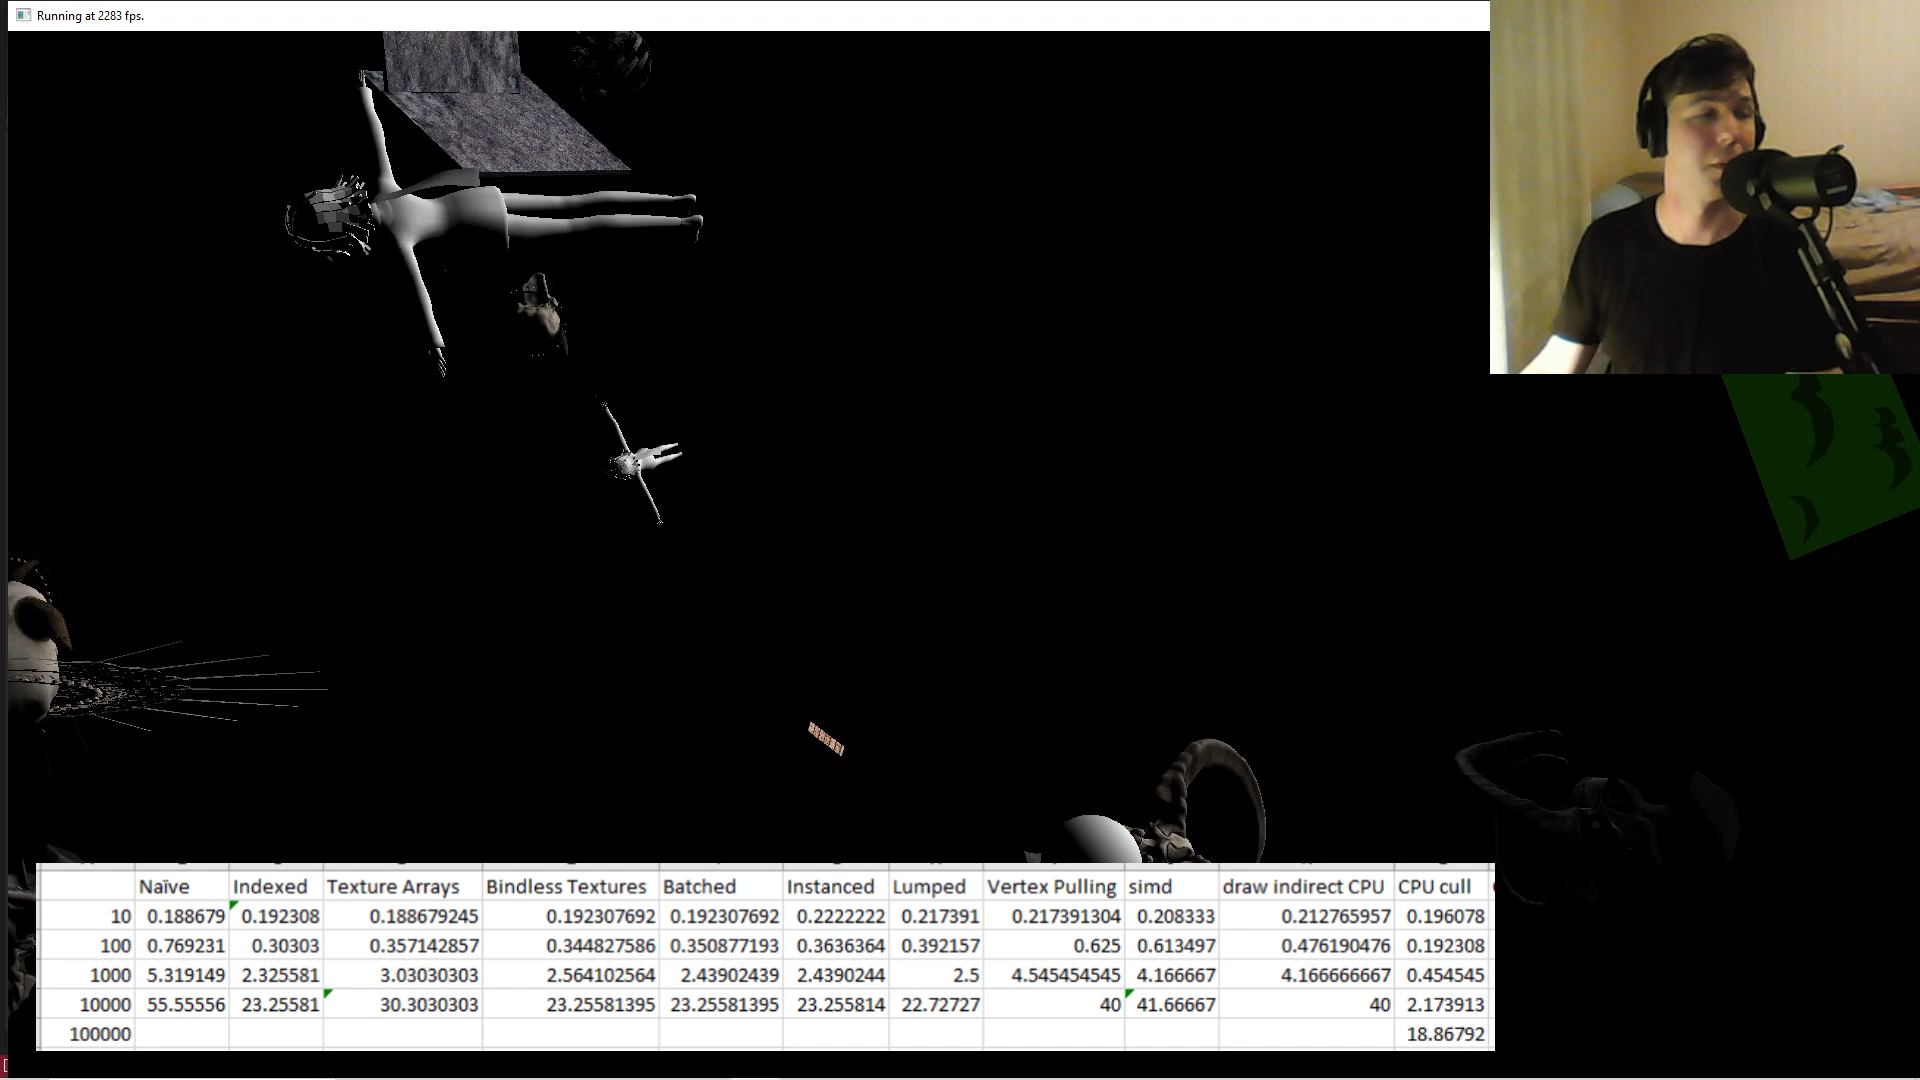 Running at 2283 fps.
Naïve Indexed Texture Arrays Bindless Textures Batched Instanced Lumped Vertex Pulling simd draw indirect CPU CPU cull
10 0.188679 0.192308 0.188679245 0.192307692 0.192307692 0.2222222 0.217391 0.217391304 0.208333 0.212765957 0.196078
100 0.769231 0.30303 0.357142857 0.344827586 0.350877193 0.3636364 0.392157 0.625 0.613497 0.476190476 0.192308
1000 5.319149 2.325581 3.03030303 2.564102564 2.43902439 2.4390244 2.5 4.545454545 4.166667 4.166666667 0.454545
10000 55.55556 23.25581 30.3030303 23.25581395 23.25581395 23.255814 22.72727 40 41.66667 40 2.173913
100000 18.86792